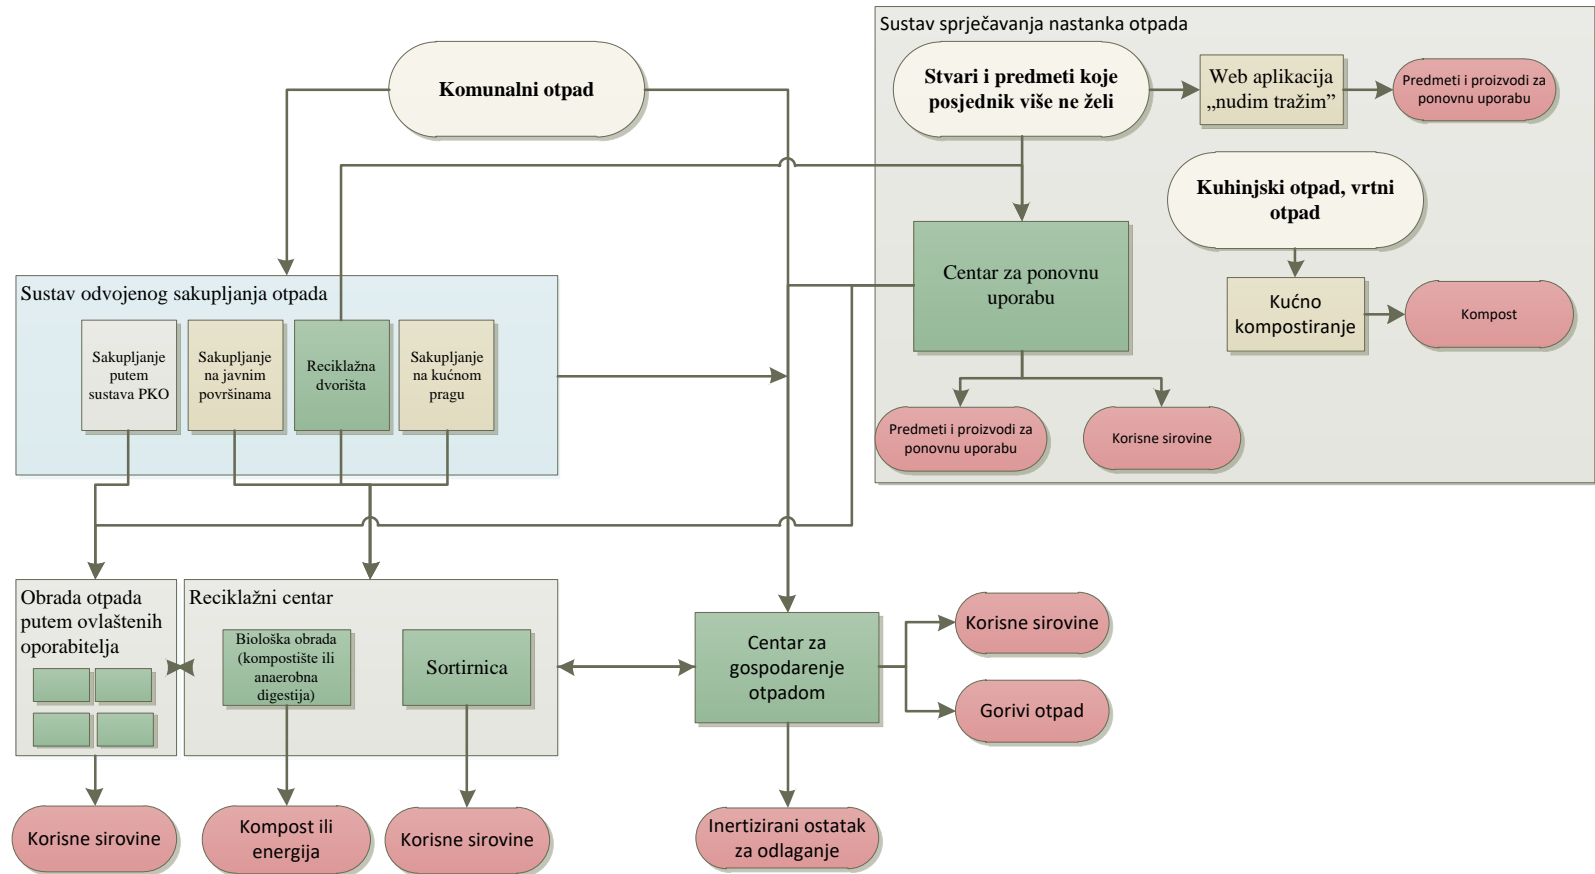 Sustav sprječavanja nastanka otpada
Komunalni otpad
Stvari i predmeti koje
posjednik više ne želi
Web aplikacija
„nudim tražim”
Predmeti i proizvodi za
ponovnu uporabu
Kuhinjski otpad, vrtni
otpad
Centar za ponovnu
uporabu
Kućno
kompostiranje
Kompost
Predmeti i proizvodi za
ponovnu uporabu
Korisne sirovine
Sustav odvojenog sakupljanja otpada
Sakupljanje
putem
sustava PKO
Sakupljanje
na javnim
površinama
Reciklažna
dvorišta
Sakupljanje
na kućnom
pragu
Obrada otpada
putem ovlaštenih
oporabitelja
Reciklažni centar
Biološka obrada
(kompostište ili
anaerobna
digestija)
Sortirnica
Centar za
gospodarenje
otpadom
Korisne sirovine
Gorivi otpad
Korisne sirovine
Kompost ili
energija
Korisne sirovine
Inertizirani ostatak
za odlaganje